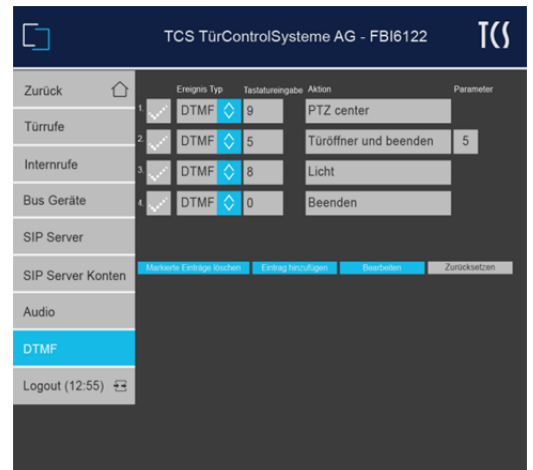 TCS TürControlSysteme AG - FBI6122
TCS
Zurück
Ereignis Typ Tastatureingabe Aktion Parameter
1. DTMF 9 PTZ center
Türrufe
2. DTMF 5 Türöffner und beenden 5
Internrufe
3. DTMF 8 Licht
Bus Geräte
4. DTMF 0 Beenden
SIP Server
SIP Server Konten
Markierte Einträge löschen Eintrag hinzufügen Bearbeiten Zurücksetzen
Audio
DTMF
Logout (12:55)